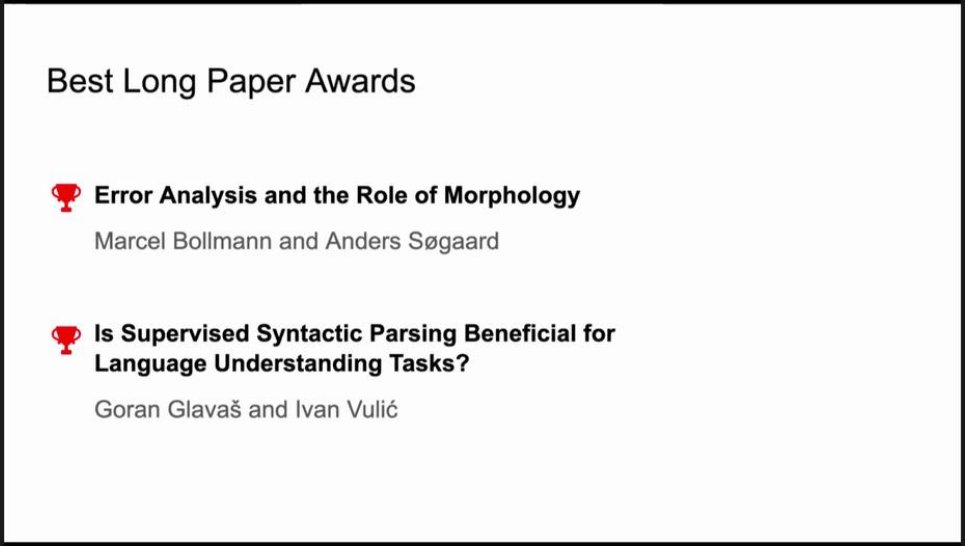 Best Long Paper Awards
Error Analysis and the Role of Morphology
Marcel Bollmann and Anders Søgaard
Is Supervised Syntactic Parsing Beneficial for
Language Understanding Tasks?
Goran Glavaš and Ivan Vulić